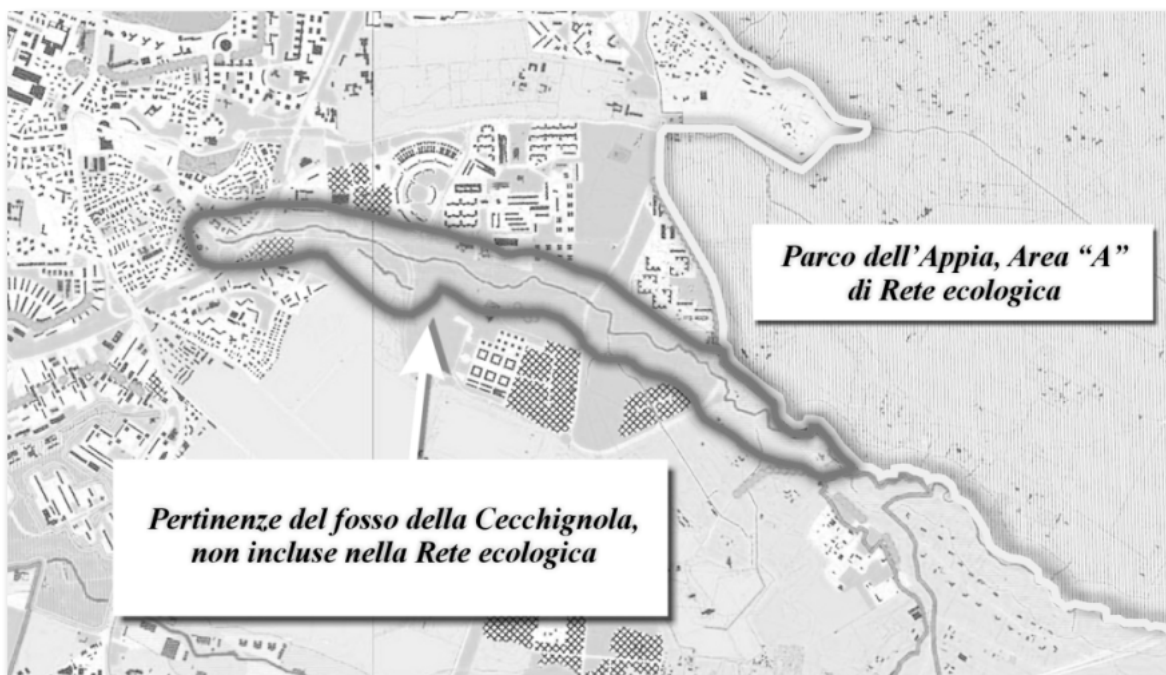 Parco dell’Appia, Area “A”
di Rete ecologica
Pertinenze del fosso della Cecchignola,
non incluse nella Rete ecologica